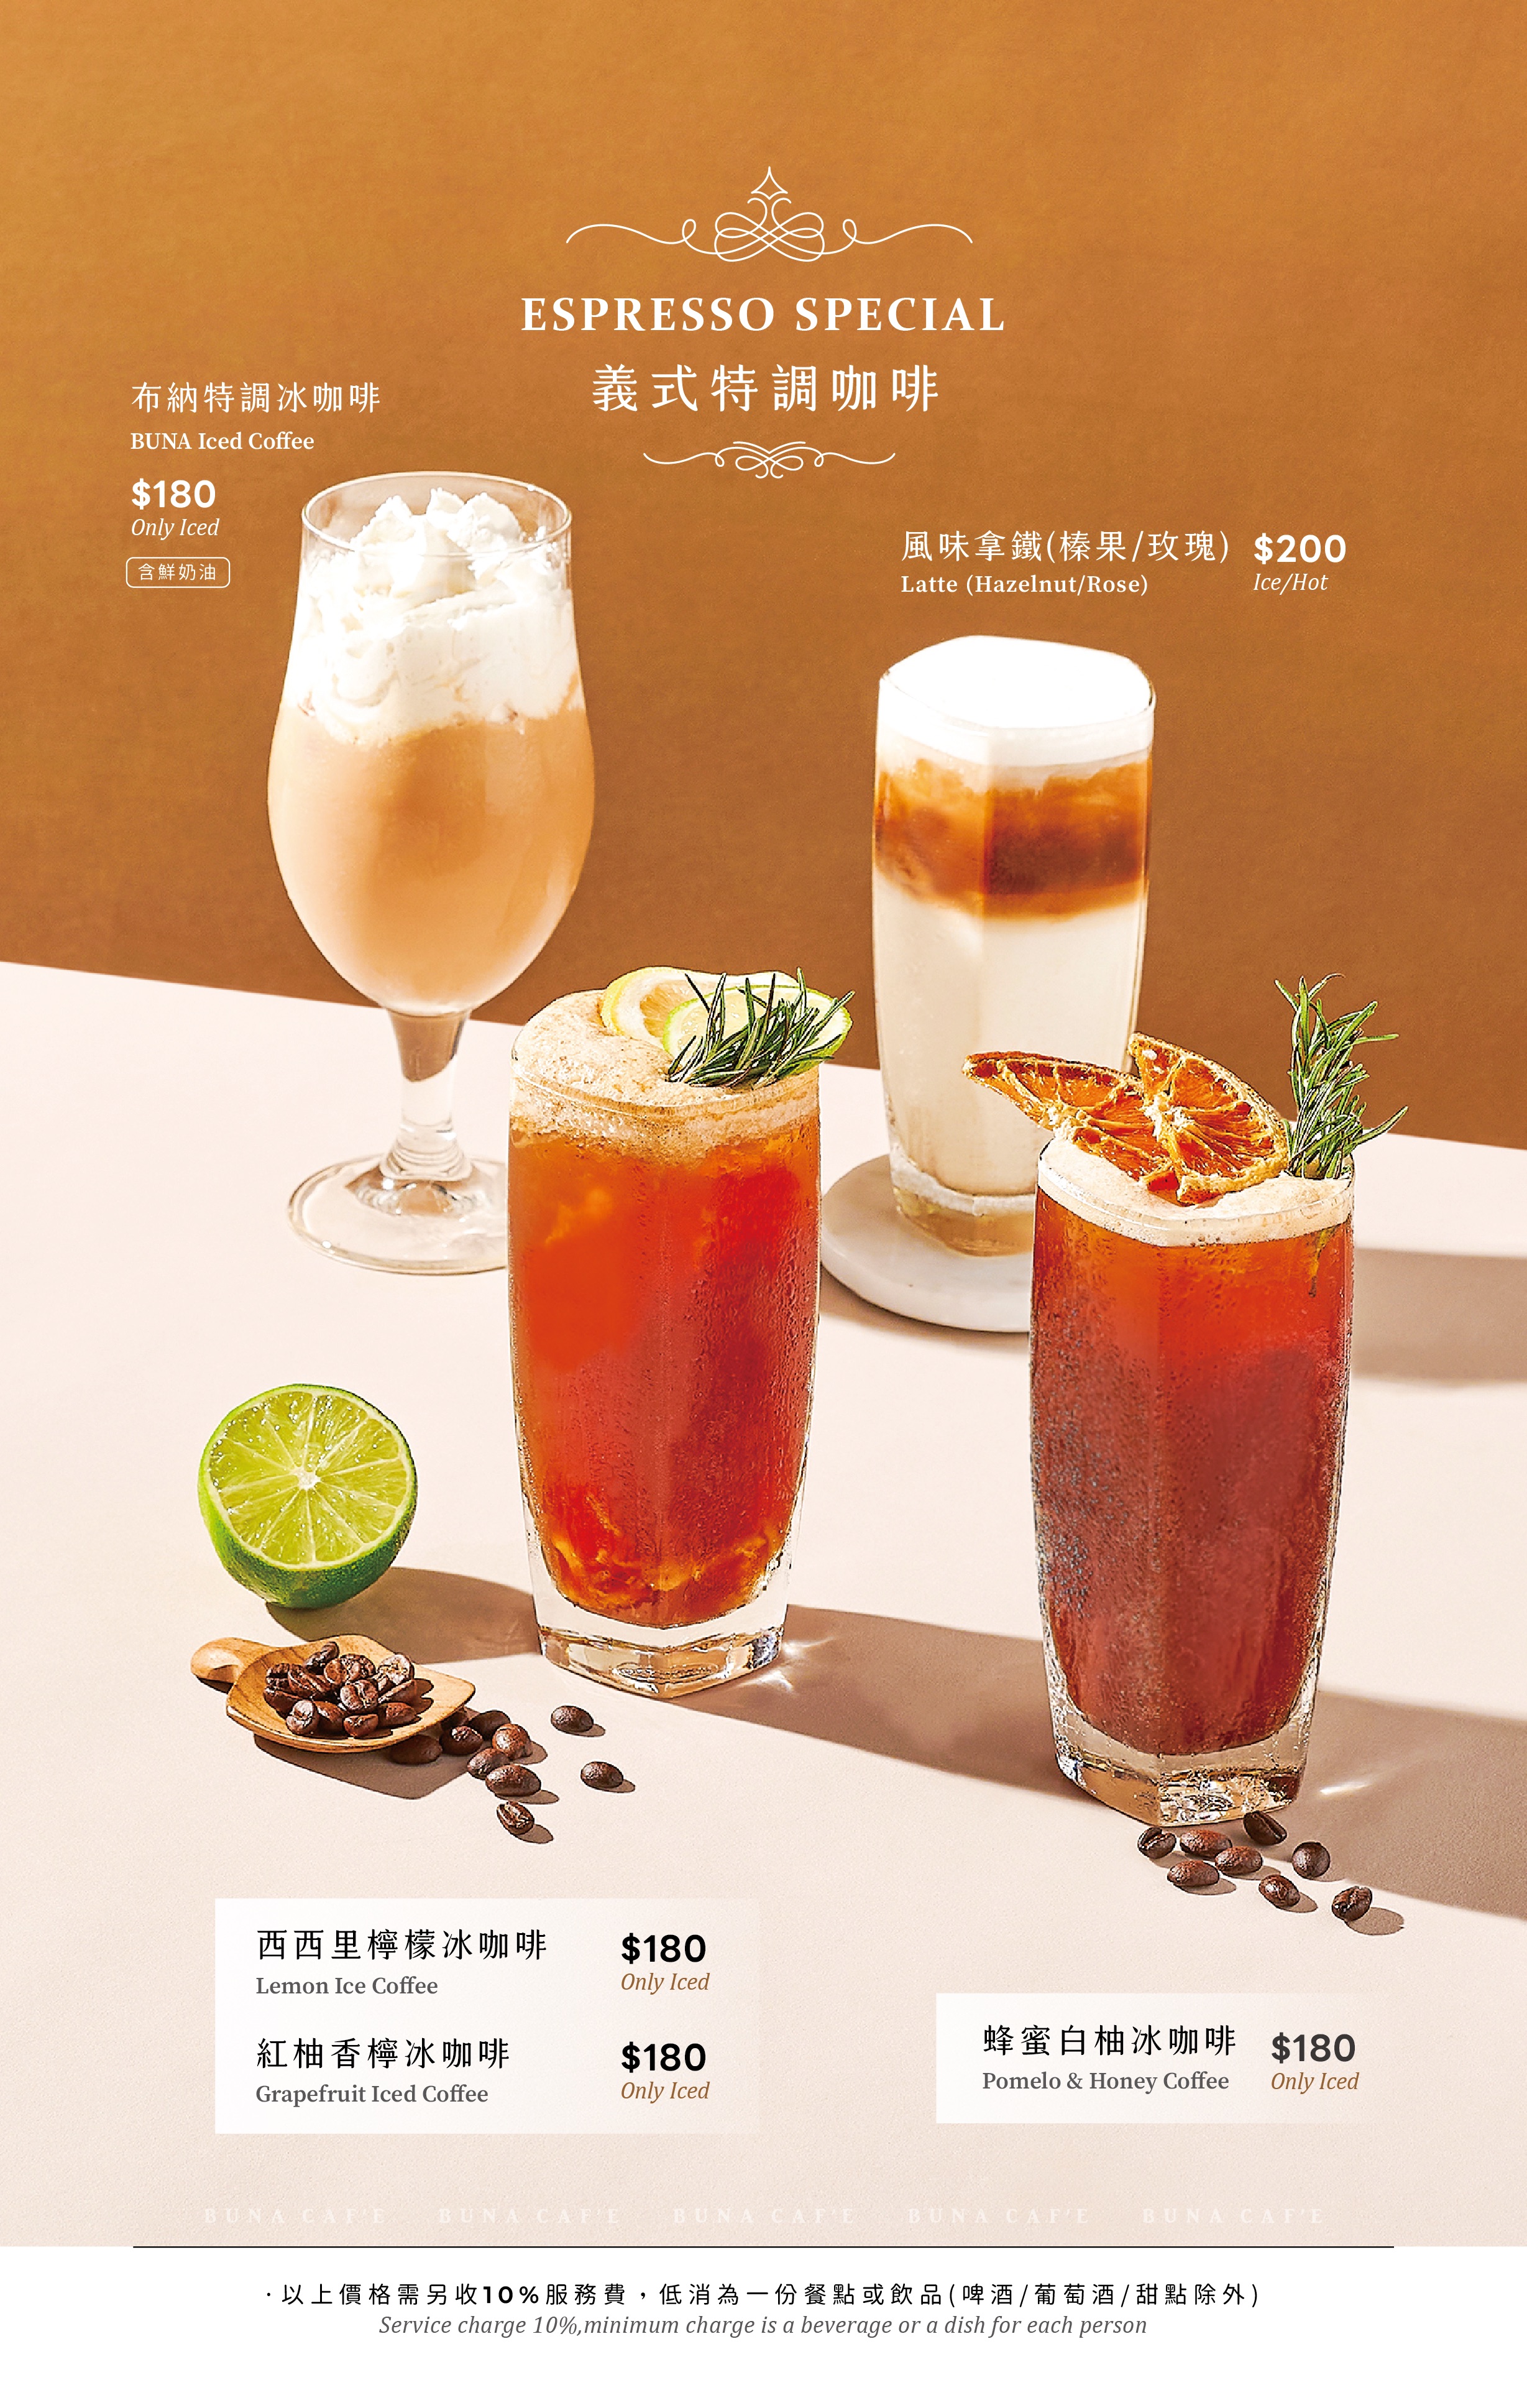 ESPRESSO SPECIAL
義式特調咖啡
布納特調冰咖啡
BUNA Iced Coffee
$180
Only Iced
含鮮奶油
風味拿鐵(榛果/玫瑰) $200
Latte (Hazelnut/Rose) Ice/Hot
西西里檸檬冰咖啡 $180
Lemon Ice Coffee Only Iced
紅柚香檸冰咖啡 $180
Grapefruit Iced Coffee Only Iced
蜂蜜白柚冰咖啡 $180
Pomelo & Honey Coffee Only Iced
BUNA CAF'E BUNA CAF'E BUNA CAF'E BUNA CAF'E BUNA CAF'E
·以上價格需另收10%服務費，低消為一份餐點或飲品(啤酒/葡萄酒/甜點除外)
Service charge 10%,minimum charge is a beverage or a dish for each person